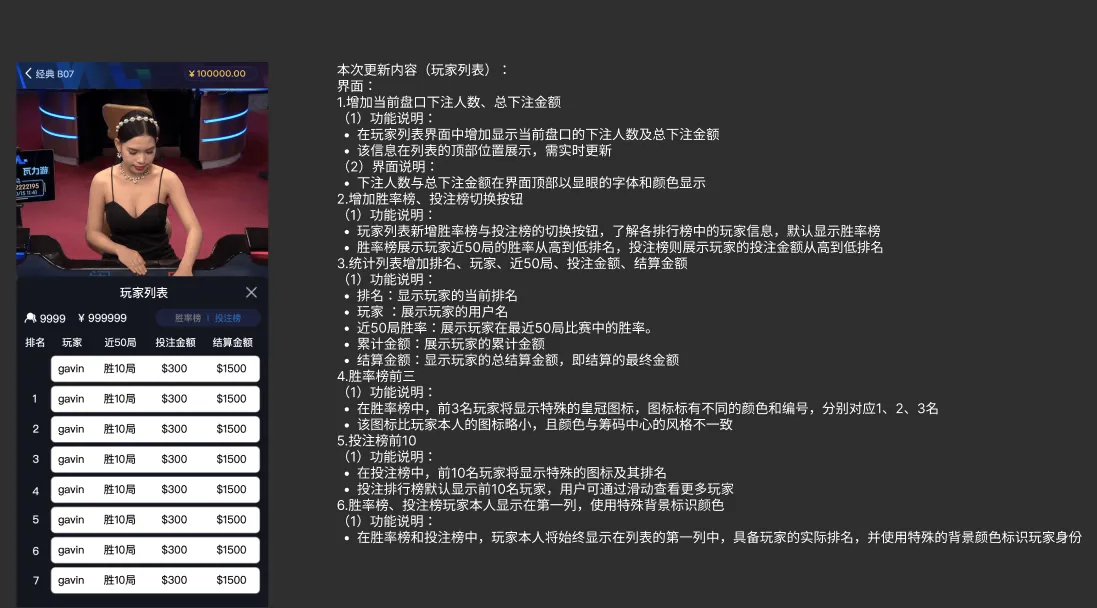 经典 B07
¥ 100000.00
瓦力游
2222195
玩家列表
9999 ¥ 999999
胜率榜 | 投注榜
排名 玩家 近50局 投注金额 结算金额
gavin 胜10局 $300 $1500
1 gavin 胜10局 $300 $1500
2 gavin 胜10局 $300 $1500
3 gavin 胜10局 $300 $1500
4 gavin 胜10局 $300 $1500
5 gavin 胜10局 $300 $1500
6 gavin 胜10局 $300 $1500
7 gavin 胜10局 $300 $1500
本次更新内容（玩家列表）：
界面：
1.增加当前盘口下注人数、总下注金额
（1）功能说明：
• 在玩家列表界面中增加显示当前盘口的下注人数及总下注金额
• 该信息在列表的顶部位置展示，需实时更新
（2）界面说明：
• 下注人数与总下注金额在界面顶部以显眼的字体和颜色显示
2.增加胜率榜、投注榜切换按钮
（1）功能说明：
• 玩家列表新增胜率榜与投注榜的切换按钮，了解各排行榜中的玩家信息，默认显示胜率榜
• 胜率榜展示玩家近50局的胜率从高到低排名，投注榜则展示玩家的投注金额从高到低排名
3.统计列表增加排名、玩家、近50局、投注金额、结算金额
（1）功能说明：
• 排名：显示玩家的当前排名
• 玩家 ：展示玩家的用户名
• 近50局胜率：展示玩家在最近50局比赛中的胜率。
• 累计金额：展示玩家的累计金额
• 结算金额：显示玩家的总结算金额，即结算的最终金额
4.胜率榜前三
（1）功能说明：
• 在胜率榜中，前3名玩家将显示特殊的皇冠图标，图标标有不同的颜色和编号，分别对应1、2、3名
• 该图标比玩家本人的图标略小，且颜色与筹码中心的风格不一致
5.投注榜前10
（1）功能说明：
• 在投注榜中，前10名玩家将显示特殊的图标及其排名
• 投注排行榜默认显示前10名玩家，用户可通过滑动查看更多玩家
6.胜率榜、投注榜玩家本人显示在第一列，使用特殊背景标识颜色
（1）功能说明：
• 在胜率榜和投注榜中，玩家本人将始终显示在列表的第一列中，具备玩家的实际排名，并使用特殊的背景颜色标识玩家身份